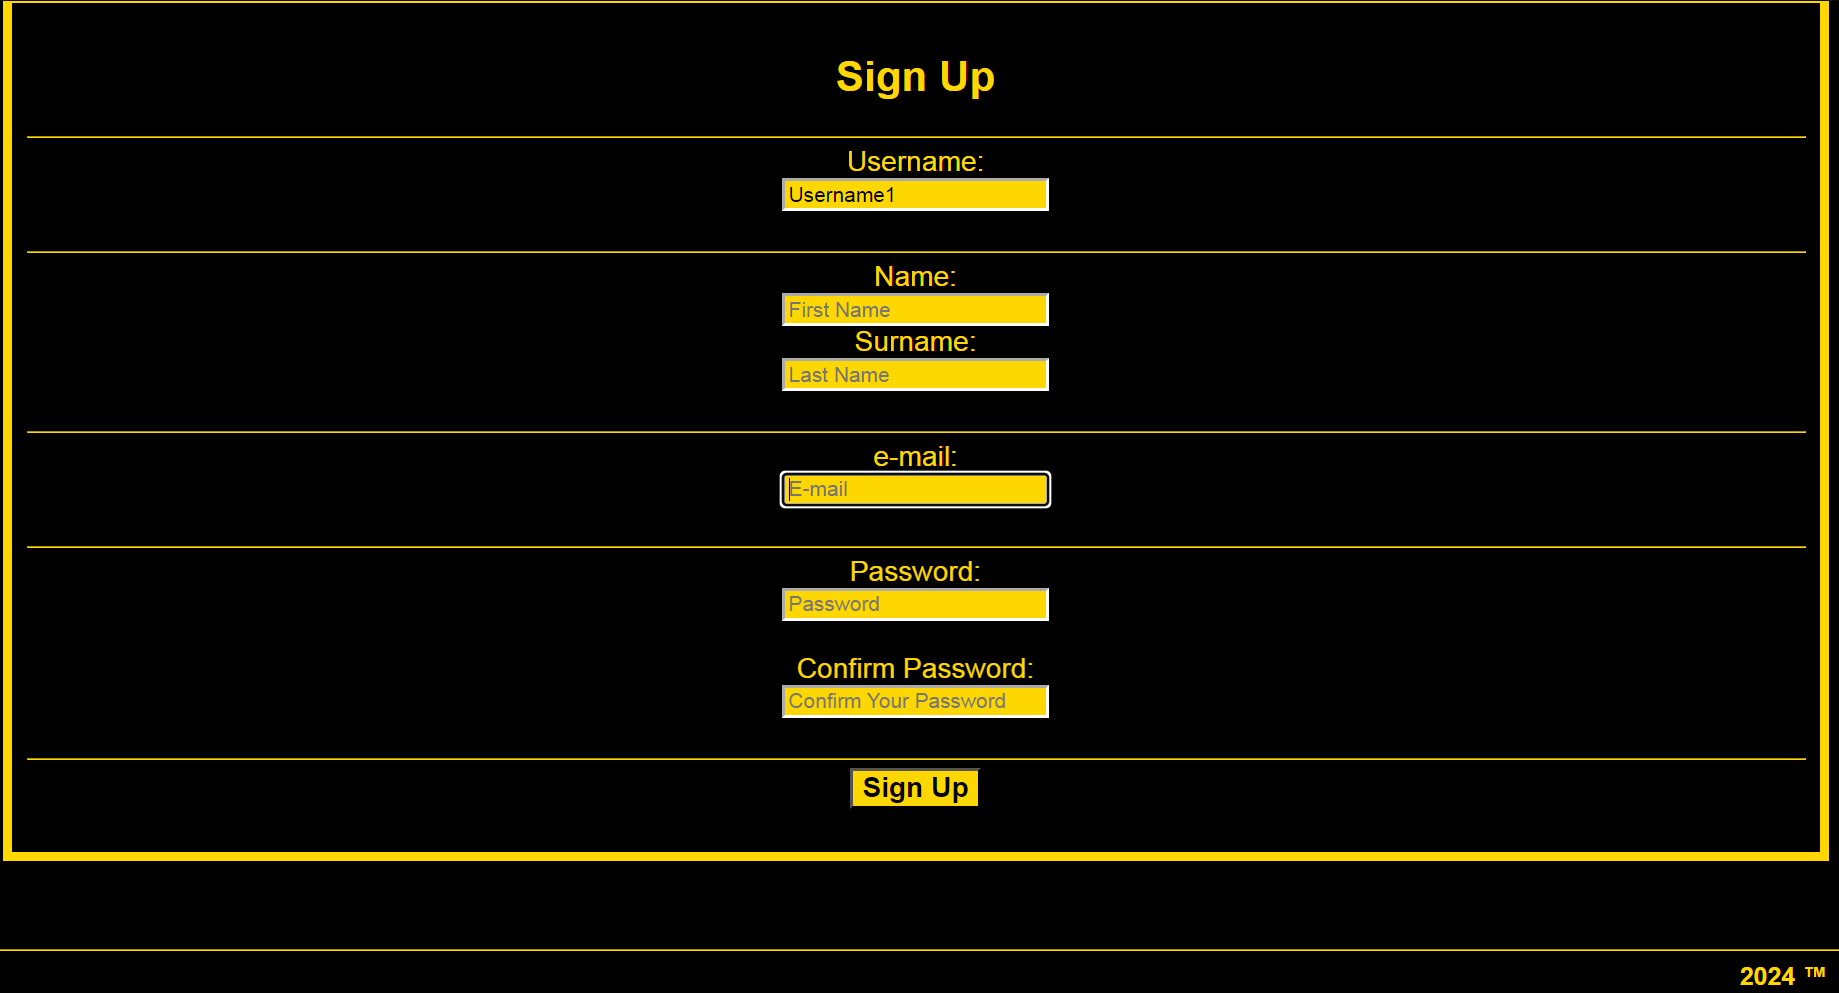 Sign Up
Username:
Username1
Name:
First Name
Surname:
Last Name
e-mail:
E-mail
Password:
Password
Confirm Password:
Confirm Your Password
Sign Up
2024 ™